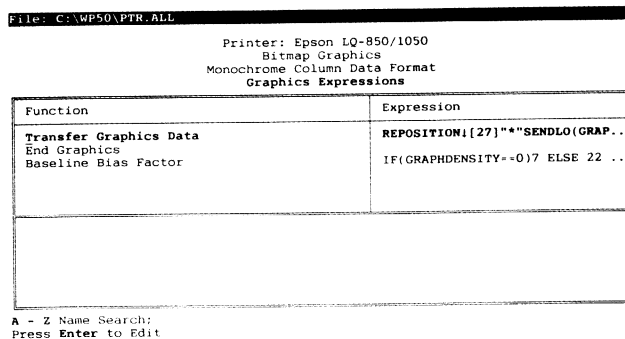 File: C:\WP50\PTR.ALL
Printer: Epson LQ-850/1050
Bitmap Graphics
Monochrome Column Data Format
Graphics Expressions
Function Expression
Transfer Graphics Data REPOSITION↓[27]"*"SENDLO(GRAP..
End Graphics
Baseline Bias Factor IF(GRAPHDENSITY==0)7 ELSE 22 ..
A - Z Name Search;
Press Enter to Edit